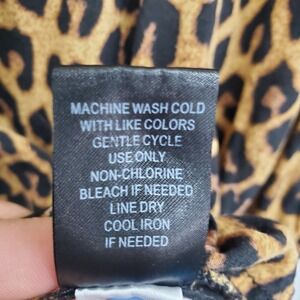 MACHINE WASH COLD
WITH LIKE COLORS
GENTLE CYCLE
USE ONLY
NON-CHLORINE
BLEACH IF NEEDED
LINE DRY
COOL IRON
IF NEEDED